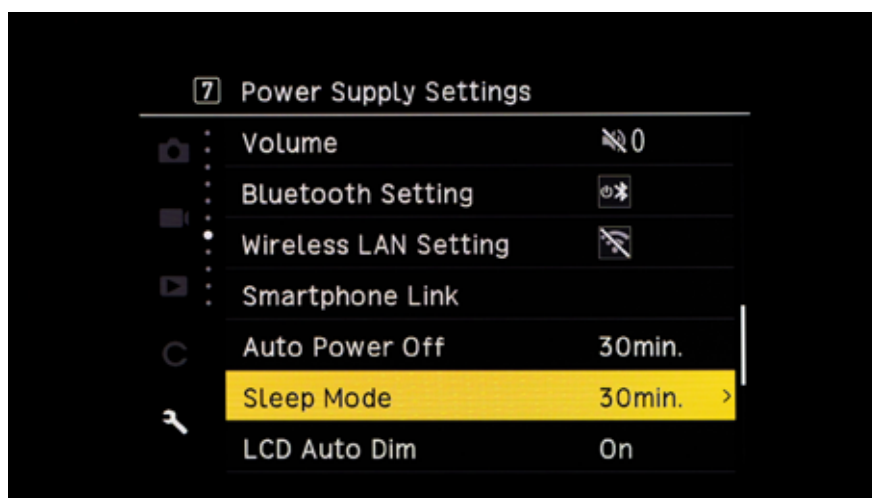 7 Power Supply Settings
Volume 0
Bluetooth Setting
Wireless LAN Setting
Smartphone Link
C
Auto Power Off 30min.
Sleep Mode 30min. >
LCD Auto Dim On